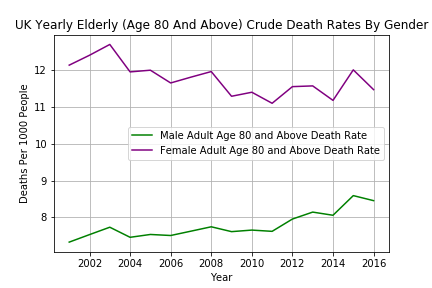 UK Yearly Elderly (Age 80 And Above) Crude Death Rates By Gender
12
11
10
9
8
Deaths Per 1000 People
Male Adult Age 80 and Above Death Rate
Female Adult Age 80 and Above Death Rate
2002 2004 2006 2008 2010 2012 2014 2016
Year